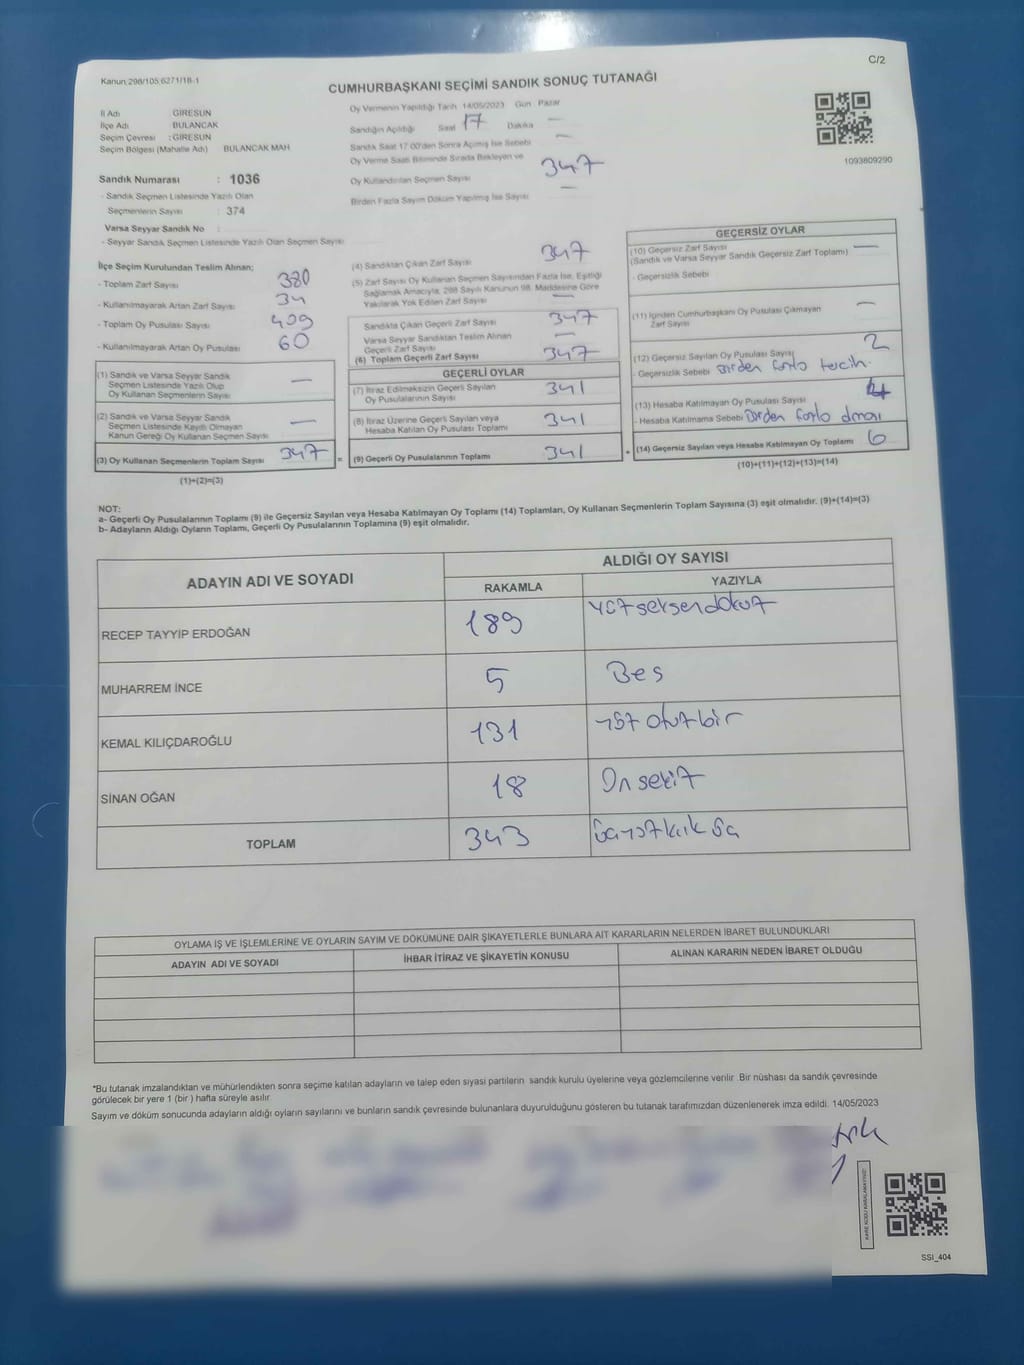 Kanun:298/105 6271/18-1
C/2
CUMHURBAŞKANI SEÇİMİ SANDIK SONUÇ TUTANAĞI
İl Adı GİRESUN
İlçe Adı BULANCAK
Seçim Çevresi : GİRESUN
Seçim Bölgesi (Mahalle Adı) BULANCAK MAH
Sandık Numarası : 1036
- Sandık Seçmen Listesinde Yazılı Olan
Seçmenlerin Sayısı : 374
Varsa Seyyar Sandık No :
- Seyyar Sandık Seçmen Listesinde Yazılı Olan Seçmen Sayısı
Oy Vermenin Yapıldığı Tarih 14/05/2023 Gün Pazar
Sandığın Açıldığı Saat 17 Dakika —
Sandık Saat 17:00'den Sonra Açılmış İse Sebebi —
Oy Verme Saati Bitiminde Sırada Bekleyen ve
Oy Kullandırılan Seçmen Sayısı 347
Birden Fazla Sayım Döküm Yapılmış İse Sayısı —
1093809290
İlçe Seçim Kurulundan Teslim Alınan;
- Toplam Zarf Sayısı 380
- Kullanılmayarak Artan Zarf Sayısı 34
- Toplam Oy Pusulası Sayısı 409
- Kullanılmayarak Artan Oy Pusulası 60
(1) Sandık ve Varsa Seyyar Sandık
Seçmen Listesinde Yazılı Olup
Oy Kullanan Seçmenlerin Sayısı —
(2) Sandık ve Varsa Seyyar Sandık
Seçmen Listesinde Kayıtlı Olmayan
Kanun Gereği Oy Kullanan Seçmen Sayısı —
(3) Oy Kullanan Seçmenlerin Toplam Sayısı 347 =
(1)+(2)=(3)
(4) Sandıktan Çıkan Zarf Sayısı 347
(5) Zarf Sayısı Oy Kullanan Seçmen Sayısından Fazla İse, Eşitliği
Sağlamak Amacıyla, 298 Sayılı Kanunun 98. Maddesine Göre
Yakılarak Yok Edilen Zarf Sayısı —
Sandıkta Çıkan Geçerli Zarf Sayısı 347
Varsa Seyyar Sandıktan Teslim Alınan
Geçerli Zarf Sayısı —
(6) Toplam Geçerli Zarf Sayısı 347
GEÇERLİ OYLAR
(7) İtiraz Edilmeksizin Geçerli Sayılan
Oy Pusulalarının Sayısı 341
(8) İtiraz Üzerine Geçerli Sayılan veya
Hesaba Katılan Oy Pusulası Toplamı 341
(9) Geçerli Oy Pusulalarının Toplamı 341 +
GEÇERSİZ OYLAR
(10) Geçersiz Zarf Sayısı —
(Sandık ve Varsa Seyyar Sandık Geçersiz Zarf Toplamı)
- Geçersizlik Sebebi
(11) İçinden Cumhurbaşkanı Oy Pusulası Çıkmayan
Zarf Sayısı —
(12) Geçersiz Sayılan Oy Pusulası Sayısı 2
- Geçersizlik Sebebi Birden fazla tercih.
(13) Hesaba Katılmayan Oy Pusulası Sayısı 4
- Hesaba Katılmama Sebebi Birden fazla olması
(14) Geçersiz Sayılan veya Hesaba Katılmayan Oy Toplamı 6
(10)+(11)+(12)+(13)=(14)
NOT:
a- Geçerli Oy Pusulalarının Toplamı (9) ile Geçersiz Sayılan veya Hesaba Katılmayan Oy Toplamı (14) Toplamları, Oy Kullanan Seçmenlerin Toplam Sayısına (3) eşit olmalıdır. (9)+(14)=(3)
b- Adayların Aldığı Oyların Toplamı, Geçerli Oy Pusulalarının Toplamına (9) eşit olmalıdır.
ADAYIN ADI VE SOYADI
ALDIĞI OY SAYISI
RAKAMLA YAZIYLA
RECEP TAYYİP ERDOĞAN 189 yüzseksendokuz
MUHARREM İNCE 5 Beş
KEMAL KILIÇDAROĞLU 131 yüz otuz bir
SİNAN OĞAN 18 On sekiz
TOPLAM 343 üç yüz kırk üç
OYLAMA İŞ VE İŞLEMLERİNE VE OYLARIN SAYIM VE DÖKÜMÜNE DAİR ŞİKAYETLERLE BUNLARA AİT KARARLARIN NELERDEN İBARET BULUNDUKLARI
ADAYIN ADI VE SOYADI İHBAR İTİRAZ VE ŞİKAYETİN KONUSU ALINAN KARARIN NEDEN İBARET OLDUĞU
*Bu tutanak imzalandıktan ve mühürlendikten sonra seçime katılan adayların ve talep eden siyasi partilerin sandık kurulu üyelerine veya gözlemcilerine verilir .Bir nüshası da sandık çevresinde
görülecek bir yere 1 (bir ) hafta süreyle asılır
Sayım ve döküm sonucunda adayların aldığı oyların sayılarını ve bunların sandık çevresinde bulunanlara duyurulduğunu gösteren bu tutanak tarafımızdan düzenlenerek imza edildi. 14/05/2023
KARE KODU KARALAMAYINIZ!
SSİ_404